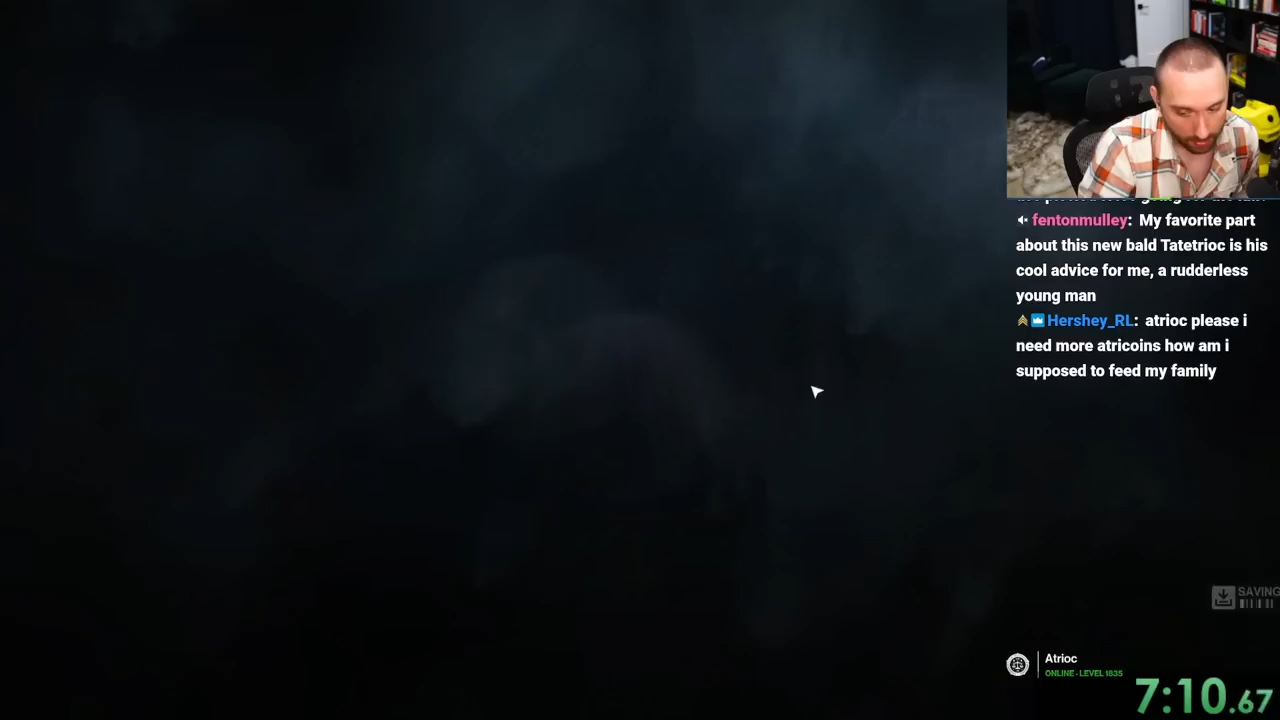 fentonmulley: My favorite part
about this new bald Tatetrioc is his
cool advice for me, a rudderless
young man
Hershey_RL: atrioc please i
need more atricoins how am i
supposed to feed my family
SAVING
Atrioc
ONLINE - LEVEL 1635
7:10.67